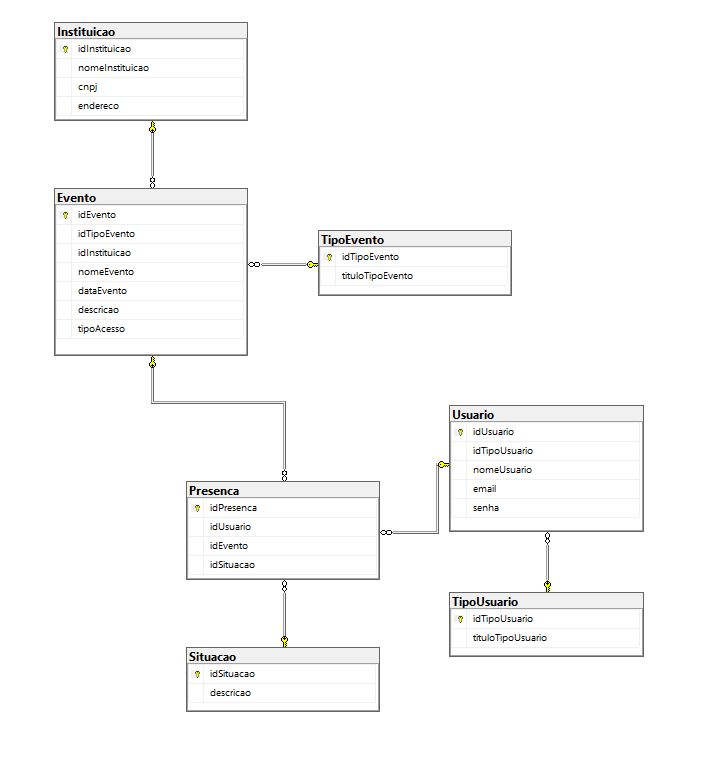 Instituicao
idInstituicao
nomeInstituicao
cnpj
endereco
Evento
idEvento
idTipoEvento
idInstituicao
nomeEvento
dataEvento
descricao
tipoAcesso
TipoEvento
idTipoEvento
tituloTipoEvento
Usuario
idUsuario
idTipoUsuario
nomeUsuario
email
senha
Presenca
idPresenca
idUsuario
idEvento
idSituacao
TipoUsuario
idTipoUsuario
tituloTipoUsuario
Situacao
idSituacao
descricao